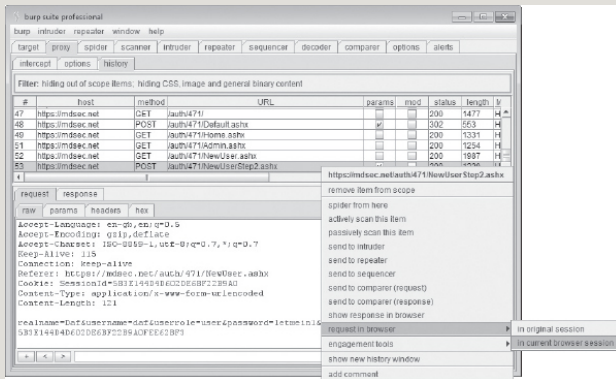 burp suite professional
burp intruder repeater window help
target proxy spider scanner intruder repeater sequencer decoder comparer options alerts
intercept options history
Filter: hiding out of scope items; hiding CSS, image and general binary content
# host method URL params mod status length
47 https://mdsec.net GET /auth/471/ 200 1477
48 https://mdsec.net POST /auth/471/Default.ashx 302 553
49 https://mdsec.net GET /auth/471/Home.ashx 200 1331
51 https://mdsec.net GET /auth/471/Admin.ashx 200 1254
52 https://mdsec.net GET /auth/471/NewUser.ashx 200 1987
53 https://mdsec.net POST /auth/471/NewUserStep2.ashx
request response
raw params headers hex
Accept-Language: en-gb,en;q=0.5
Accept-Encoding: gzip,deflate
Accept-Charset: ISO-8859-1,utf-8;q=0.7,*;q=0.7
Keep-Alive: 115
Connection: keep-alive
Referer: https://mdsec.net/auth/471/NewUser.ashx
Content-Type: application/x-www-form-urlencoded
Content-Length: 121
realname=Daf&username=daf&userrole=user&password=letmein1&
+ < >
https://mdsec.net/auth/471/NewUserStep2.ashx
remove item from scope
spider from here
actively scan this item
passively scan this item
send to intruder
send to repeater
send to sequencer
send to comparer (request)
send to comparer (response)
show response in browser
request in browser
in original session
in current browser session
engagement tools
show new history window
add comment